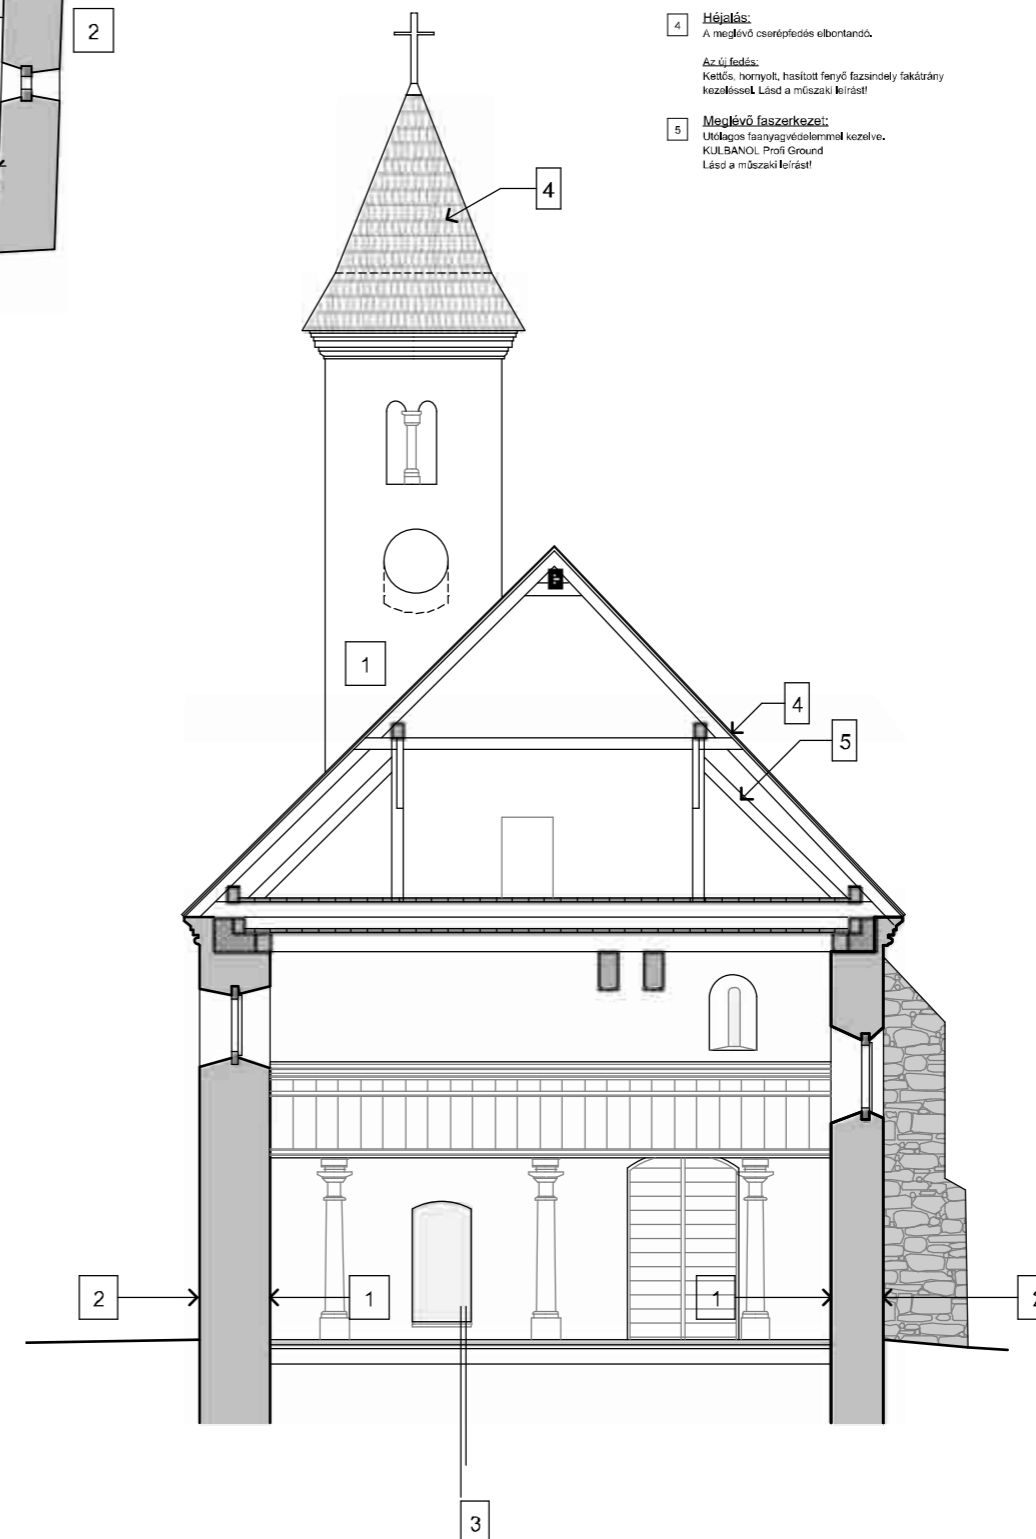 2
4
Héjalás:
A meglévő cserépfedés elbontandó.
Az új fedés:
Kettős, hornyolt, hasított fenyő fazsindely fakátrány
kezeléssel. Lásd a műszaki leírást!
5
Meglévő faszerkezet:
Utólagos faanyagvédelemmel kezelve.
KULBANOL Profi Ground
Lásd a műszaki leírást!
4
1
4
5
2
1
1
2
3